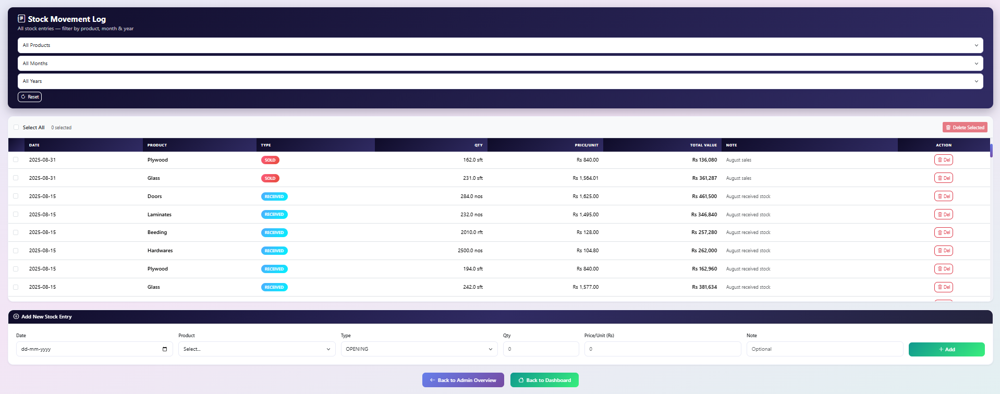 Stock Movement Log
All stock entries — filter by product, month & year
All Products
All Months
All Years
Reset
Select All 0 selected Delete Selected
DATE PRODUCT TYPE QTY PRICE/UNIT TOTAL VALUE NOTE ACTION
2025-08-31 Plywood SOLD 162.0 sft Rs 840.00 Rs 136,080 August sales Del
2025-08-31 Glass SOLD 231.0 sft Rs 1,564.01 Rs 361,287 August sales Del
2025-08-15 Doors RECEIVED 284.0 nos Rs 1,625.00 Rs 461,500 August received stock Del
2025-08-15 Laminates RECEIVED 232.0 nos Rs 1,495.00 Rs 346,840 August received stock Del
2025-08-15 Beeding RECEIVED 2010.0 rft Rs 128.00 Rs 257,280 August received stock Del
2025-08-15 Hardwares RECEIVED 2500.0 nos Rs 104.80 Rs 262,000 August received stock Del
2025-08-15 Plywood RECEIVED 194.0 sft Rs 840.00 Rs 162,960 August received stock Del
2025-08-15 Glass RECEIVED 242.0 sft Rs 1,577.00 Rs 381,634 August received stock Del
Add New Stock Entry
Date Product Type Qty Price/Unit (Rs) Note
dd-mm-yyyy Select... OPENING 0 0 Optional + Add
← Back to Admin Overview Back to Dashboard